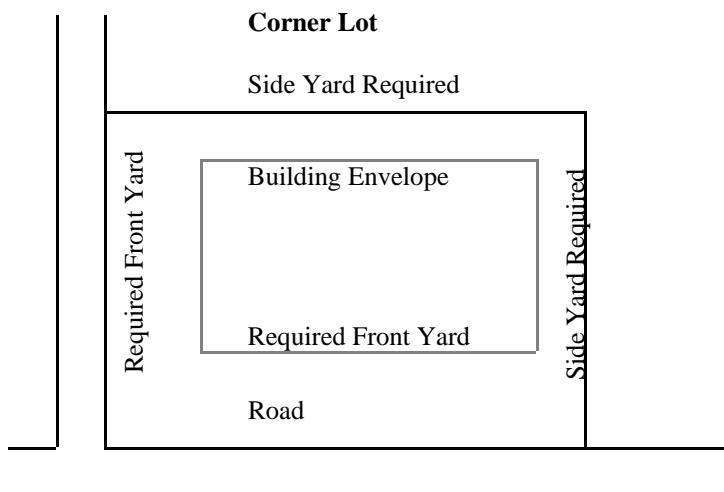 Corner Lot
Side Yard Required
Required Front Yard
Building Envelope
Side Yard Required
Required Front Yard
Road